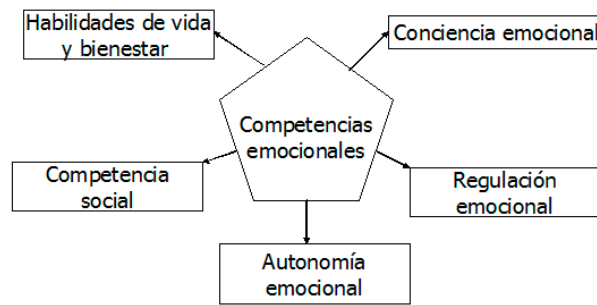 Habilidades de vida
y bienestar
Conciencia emocional
Competencias
emocionales
Competencia
social
Regulación
emocional
Autonomía
emocional